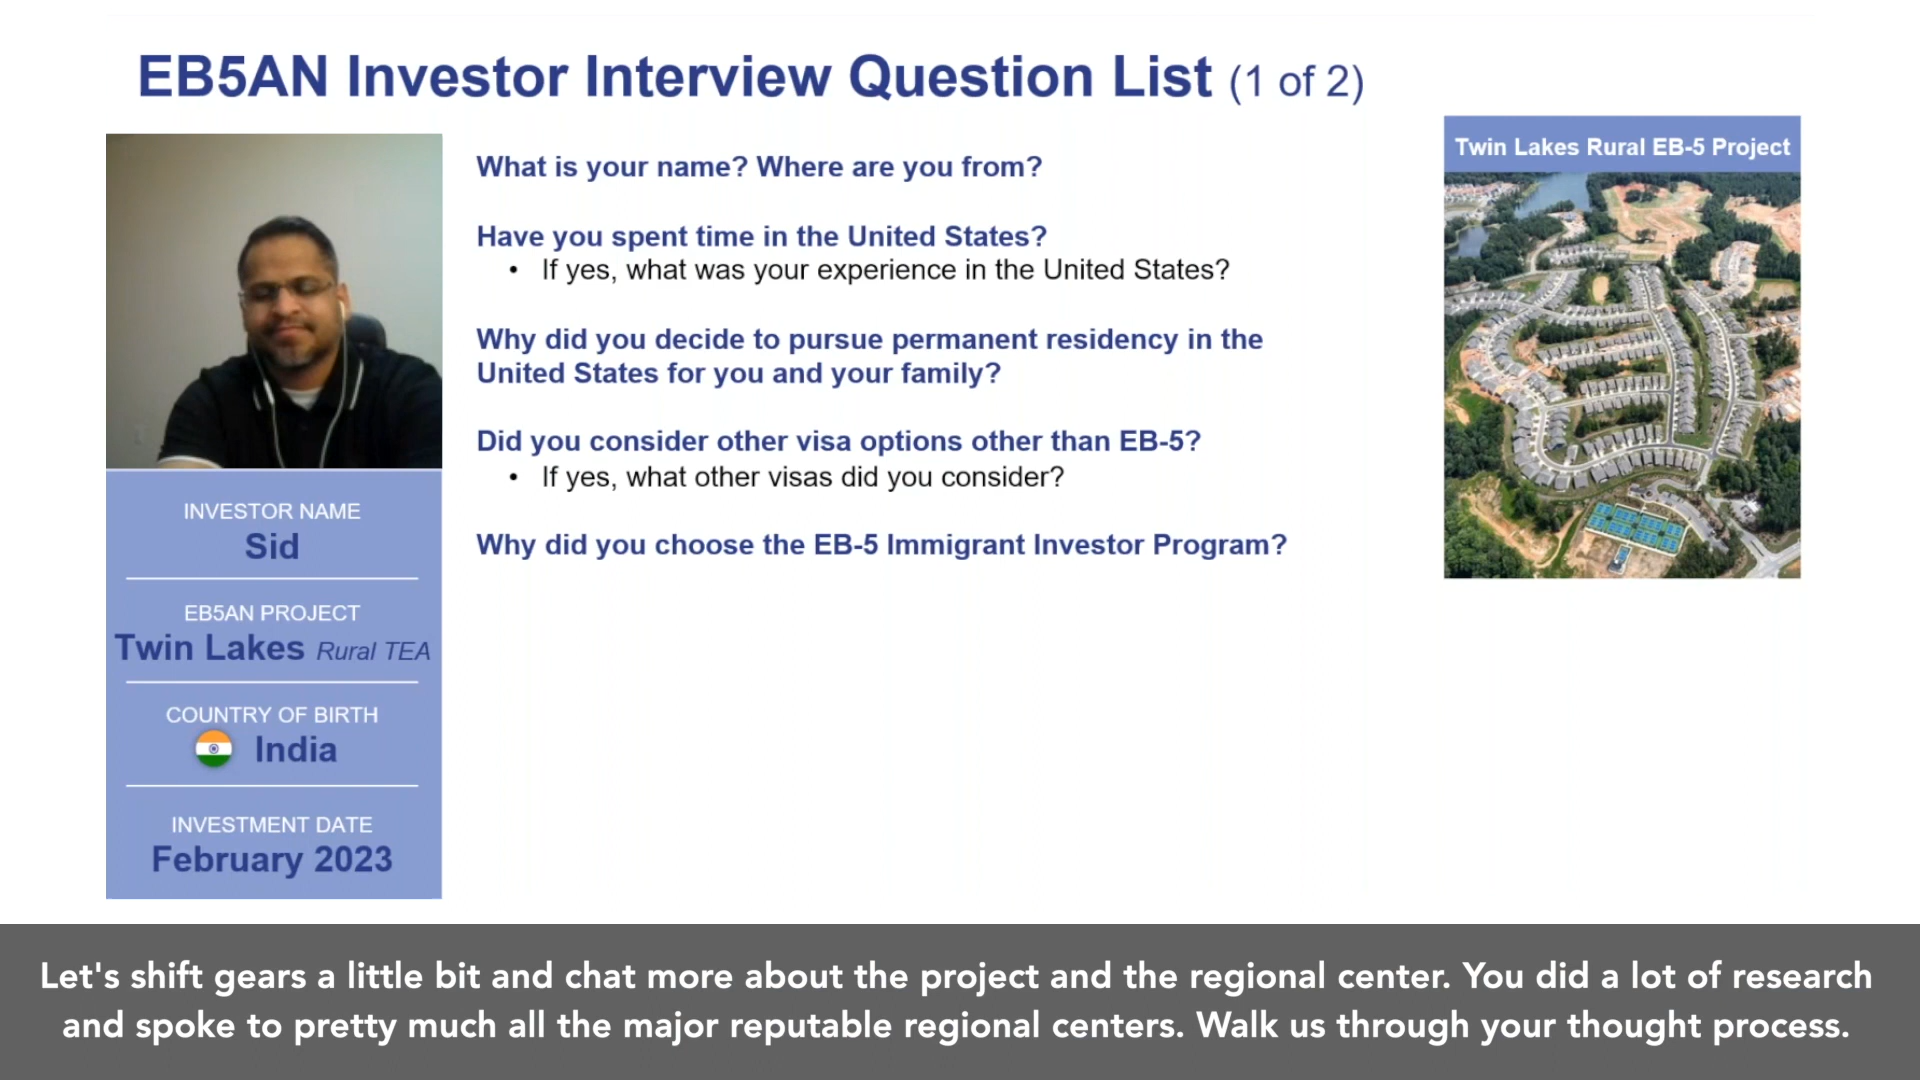 EB5AN Investor Interview Question List (1 of 2)
Twin Lakes Rural EB-5 Project
What is your name? Where are you from?
Have you spent time in the United States?
• If yes, what was your experience in the United States?
Why did you decide to pursue permanent residency in the
United States for you and your family?
Did you consider other visa options other than EB-5?
• If yes, what other visas did you consider?
Why did you choose the EB-5 Immigrant Investor Program?
INVESTOR NAME
Sid
EB5AN PROJECT
Twin Lakes Rural TEA
COUNTRY OF BIRTH
India
INVESTMENT DATE
February 2023
Let's shift gears a little bit and chat more about the project and the regional center. You did a lot of research
and spoke to pretty much all the major reputable regional centers. Walk us through your thought process.